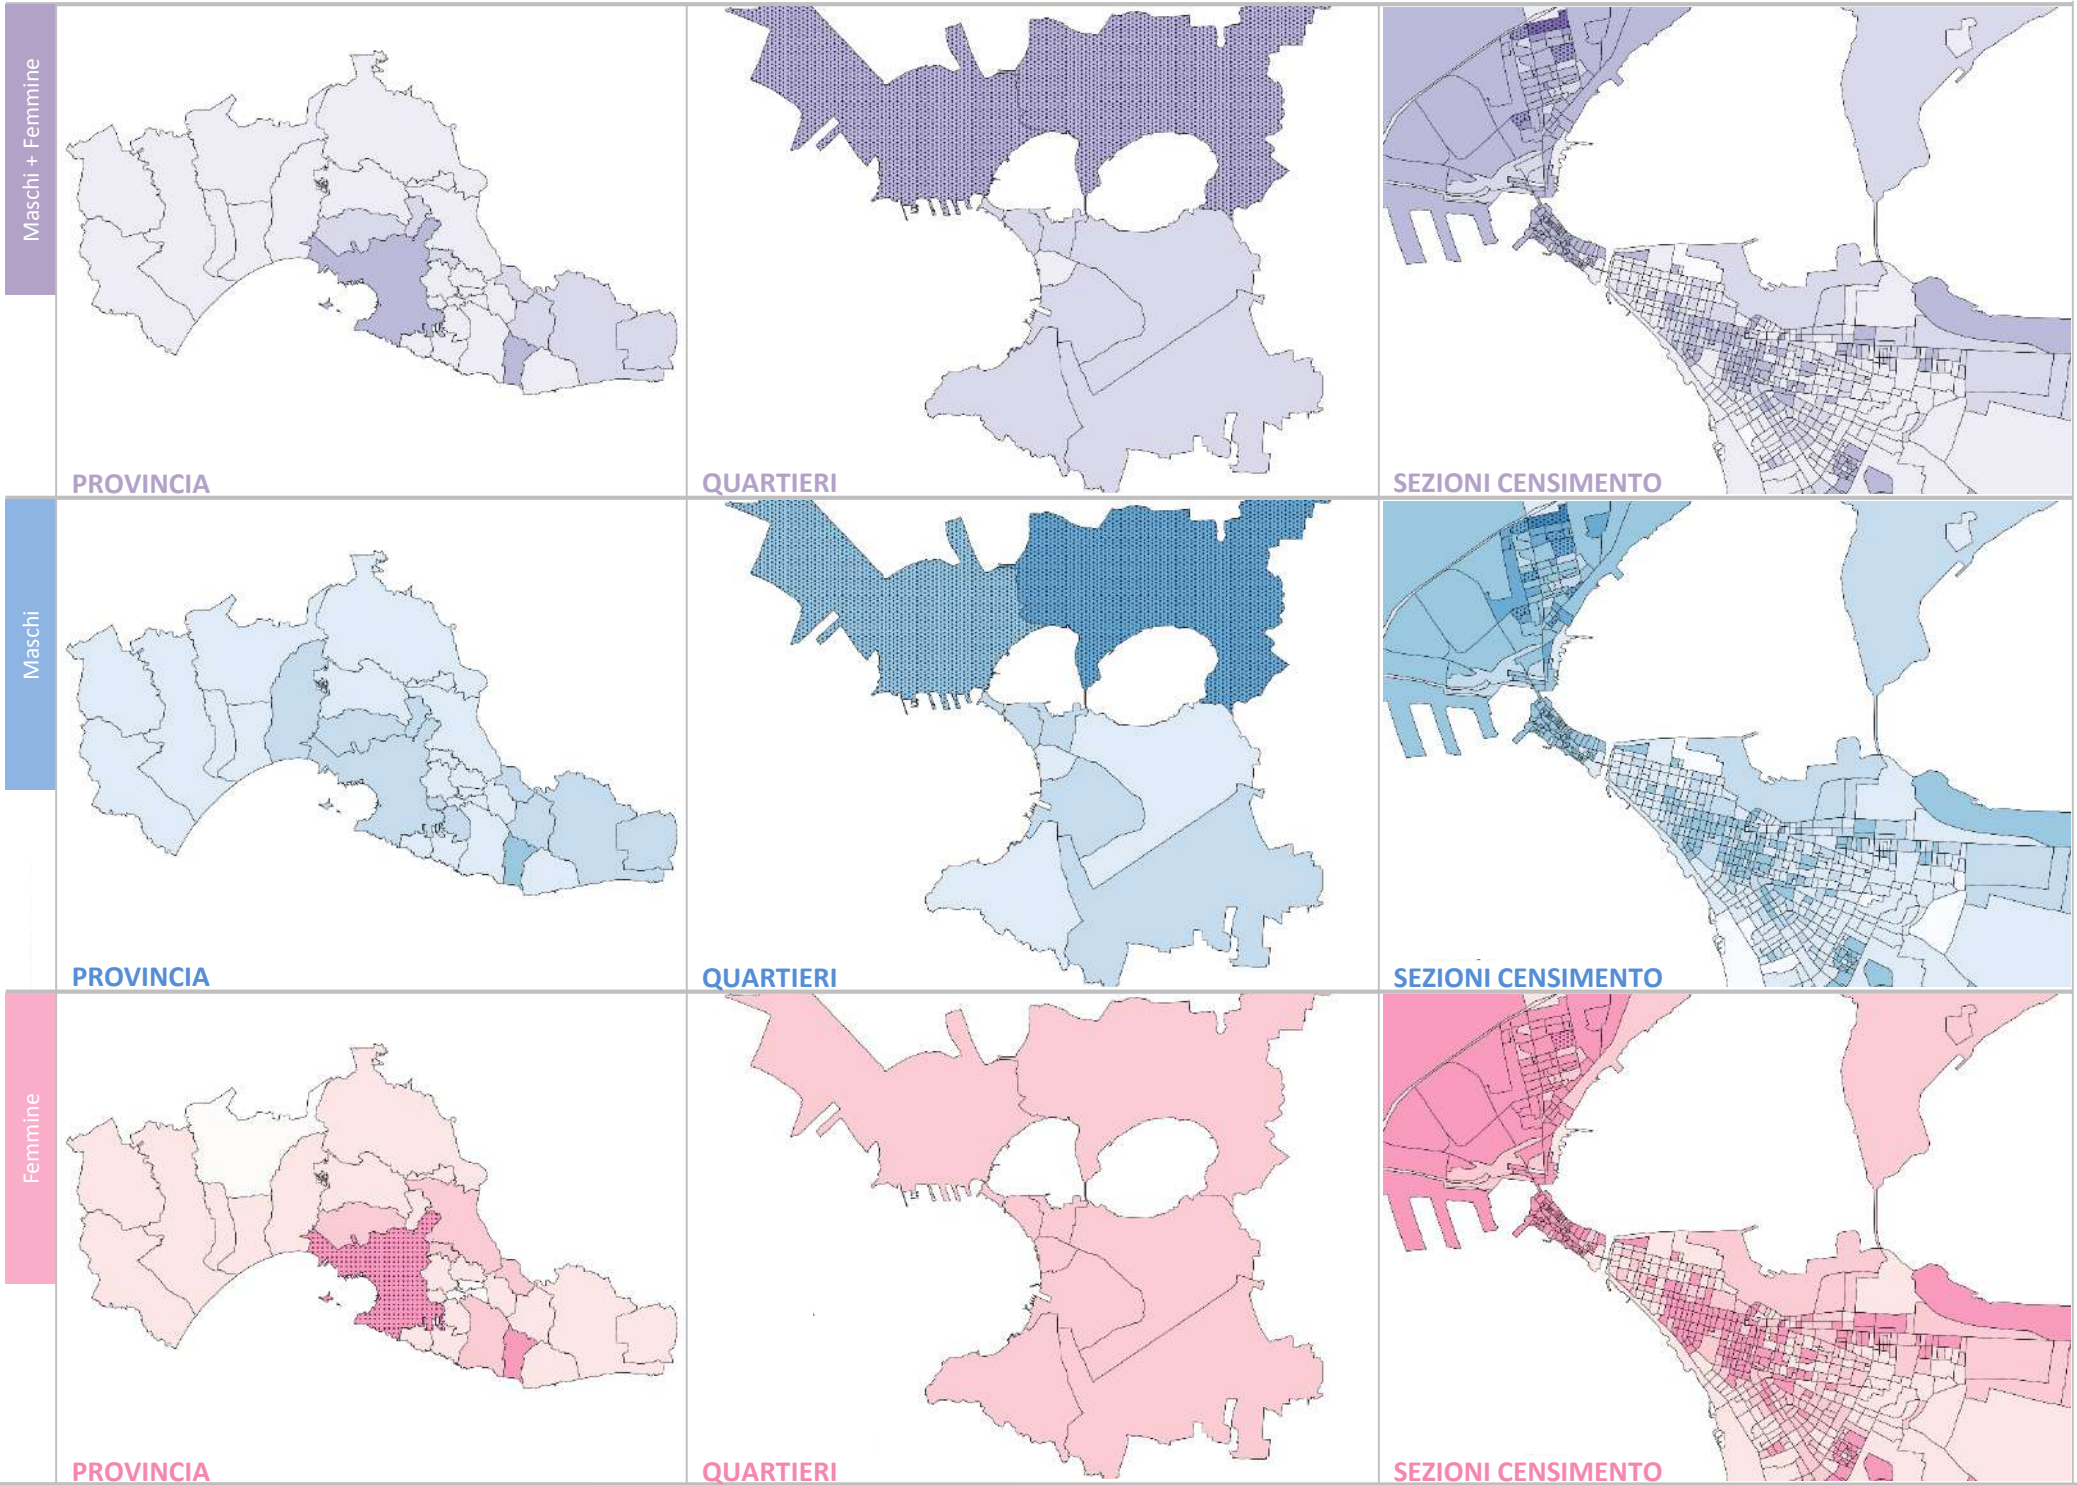 Maschi + Femmine
PROVINCIA
QUARTIERI
SEZIONI CENSIMENTO
Maschi
PROVINCIA
QUARTIERI
SEZIONI CENSIMENTO
Femmine
PROVINCIA
QUARTIERI
SEZIONI CENSIMENTO